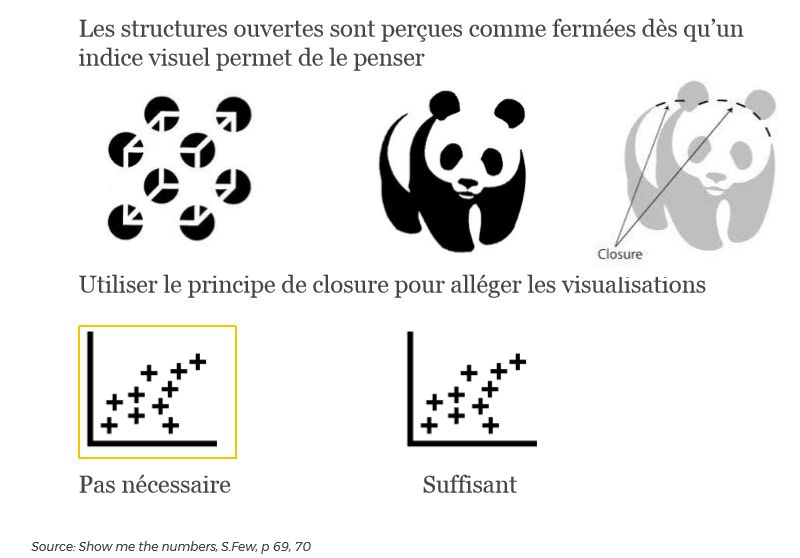 Les structures ouvertes sont perçues comme fermées dès qu’un
indice visuel permet de le penser
Closure
Utiliser le principe de closure pour alléger les visualisations
Pas nécessaire
Suffisant
Source: Show me the numbers, S.Few, p 69, 70